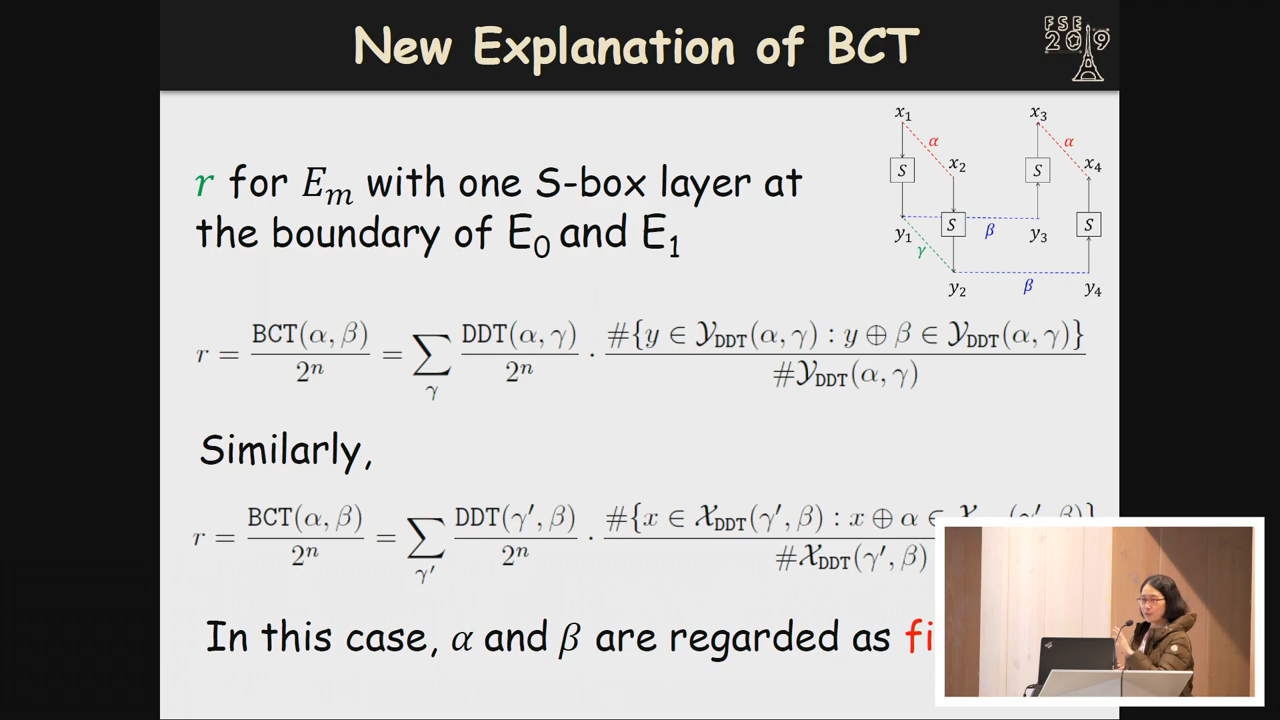 New Explanation of BCT
FSE
2019
r for E_m with one S-box layer at
the boundary of E_0 and E_1
x_1 x_3
α α
S x_2 S x_4
S S
y_1 β y_3
γ
y_2 β y_4
r = BCT(α, β) / 2^n = ∑_γ DDT(α, γ) / 2^n · #{y ∈ 𝒴_DDT(α, γ) : y ⊕ β ∈ 𝒴_DDT(α, γ)} / #𝒴_DDT(α, γ)
Similarly,
r = BCT(α, β) / 2^n = ∑_γ′ DDT(γ′, β) / 2^n · #{x ∈ 𝒳_DDT(γ′, β) : x ⊕ α ∈ / #𝒳_DDT(γ′, β)
In this case, α and β are regarded as